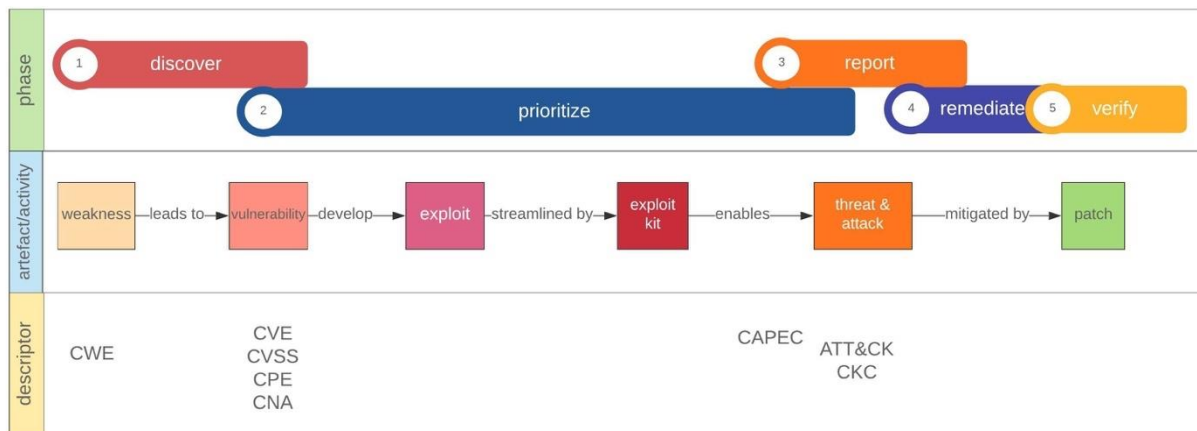 phase
1
discover
2
prioritize
3
report
4
remediate
5
verify
artefact/activity
weakness
leads to
vulnerability
develop
exploit
streamlined by
exploit
kit
enables
threat &
attack
mitigated by
patch
descriptor
CWE
CVE
CVSS
CPE
CNA
CAPEC
ATT&CK
CKC